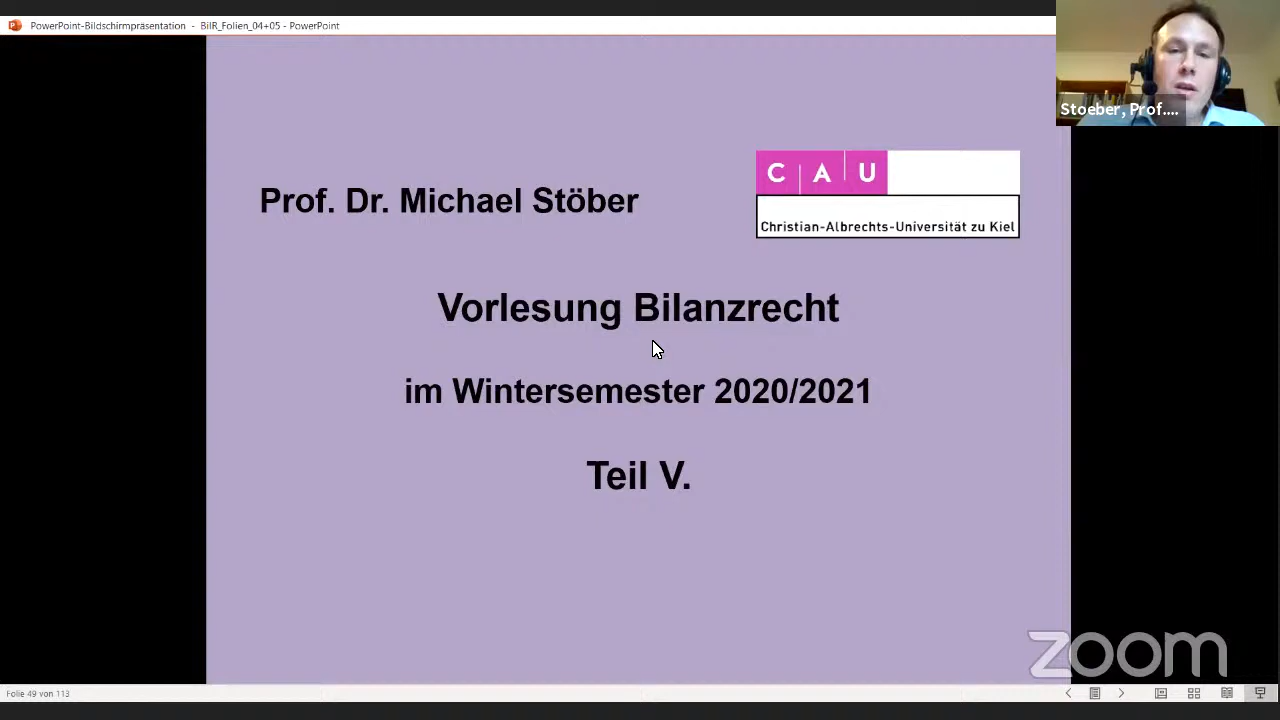 PowerPoint-Bildschirmpräsentation - BilR_Folien_04+05 - PowerPoint
Stoeber, Prof....
C A U
Christian-Albrechts-Universität zu Kiel
Prof. Dr. Michael Stöber
Vorlesung Bilanzrecht
im Wintersemester 2020/2021
Teil V.
zoom
Folie 49 von 113